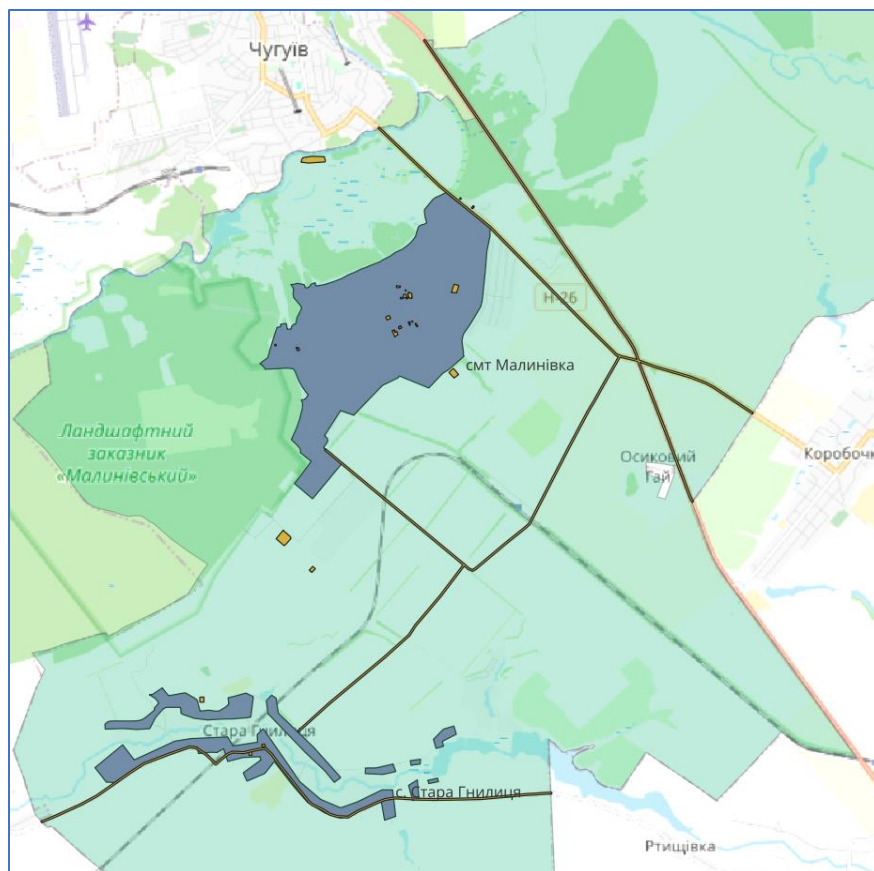 Чугуїв
Н-26
смт Малинівка
Ландшафтний
заказник
«Малинівський»
Осиковий
Гай
Коробочк
Стара Гнилиця
с. Стара Гнилиця
Ртищівка